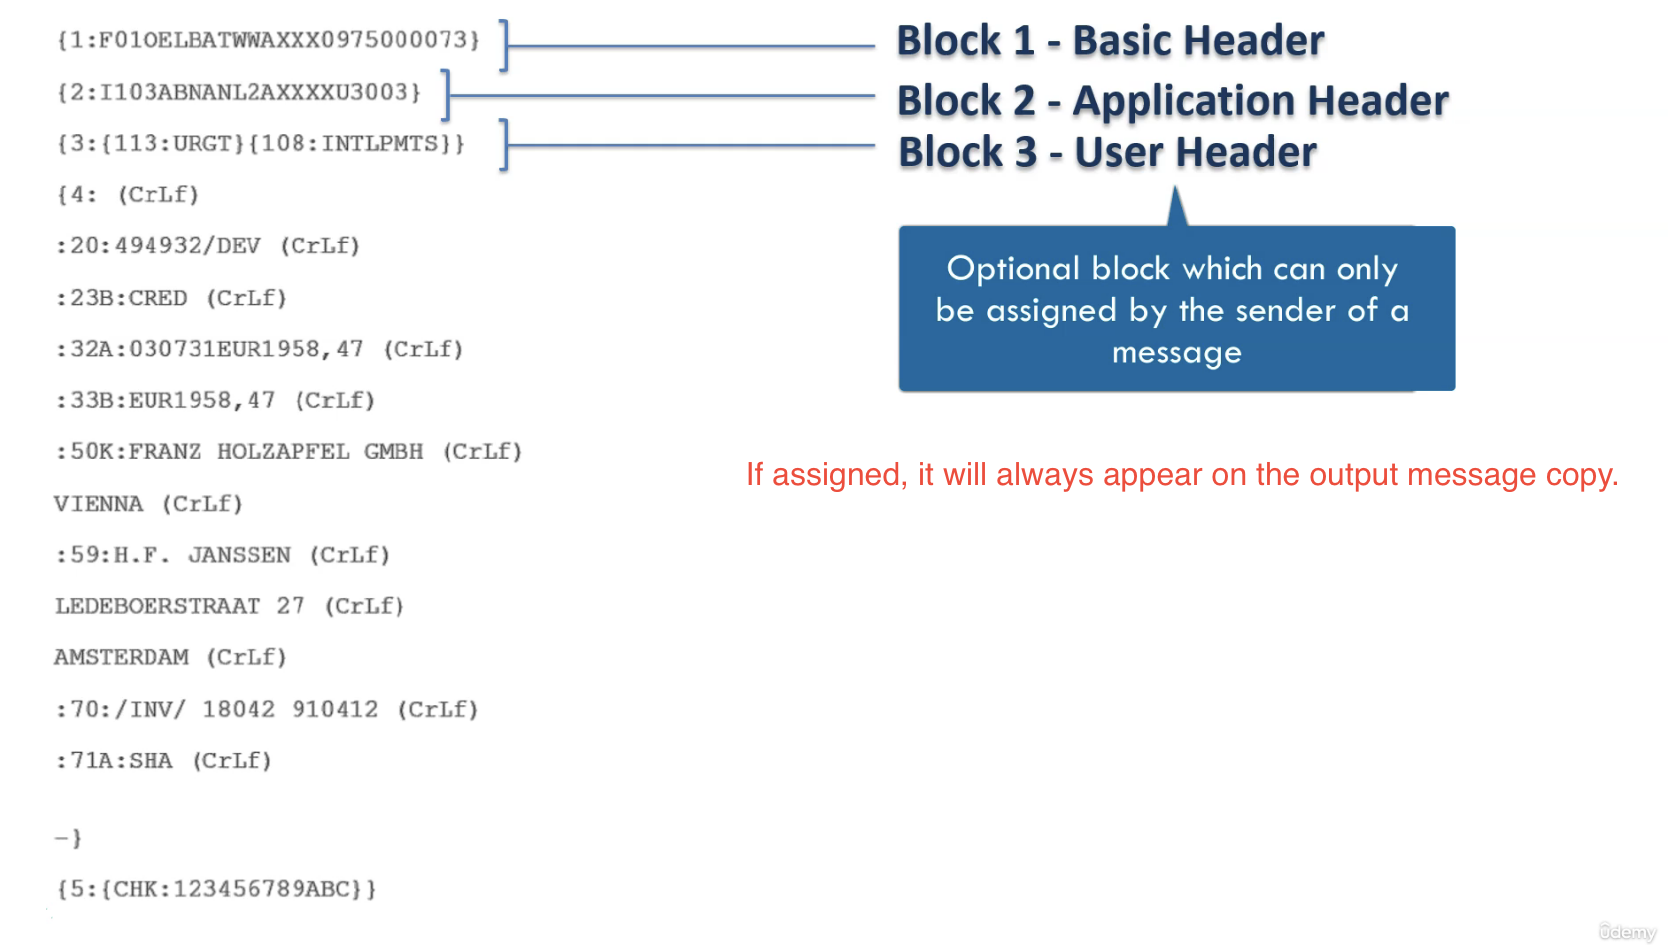 {1:F01OELBATWWAXXX0975000073}
Block 1 - Basic Header
{2:I103ABNANL2AXXXXU3003}
Block 2 - Application Header
{3:{113:URGT}{108:INTLPMTS}}
Block 3 - User Header
{4: (CrLf)
:20:494932/DEV (CrLf)
:23B:CRED (CrLf)
:32A:030731EUR1958,47 (CrLf)
:33B:EUR1958,47 (CrLf)
:50K:FRANZ HOLZAPFEL GMBH (CrLf)
VIENNA (CrLf)
:59:H.F. JANSSEN (CrLf)
LEDEBOERSTRAAT 27 (CrLf)
AMSTERDAM (CrLf)
:70:/INV/ 18042 910412 (CrLf)
:71A:SHA (CrLf)
–}
{5:{CHK:123456789ABC}}
Optional block which can only
be assigned by the sender of a
message
If assigned, it will always appear on the output message copy.
ûdemy